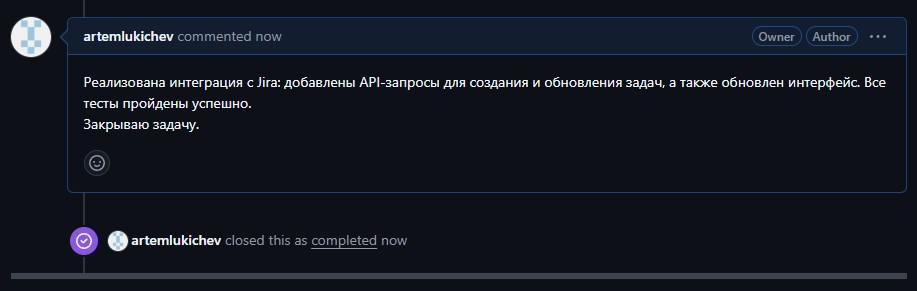 artemlukichev commented now Owner Author
Реализована интеграция с Jira: добавлены API-запросы для создания и обновления задач, а также обновлен интерфейс. Все
тесты пройдены успешно.
Закрываю задачу.
artemlukichev closed this as completed now